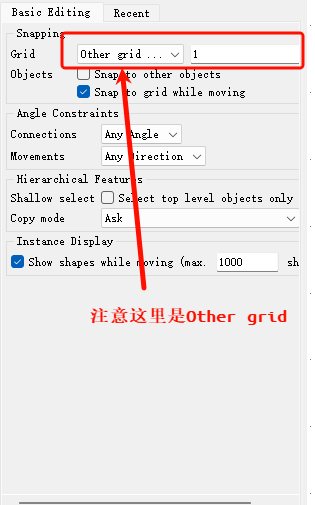 Basic Editing Recent
Snapping
Grid Other grid ... 1
Objects Snap to other objects
Snap to grid while moving
Angle Constraints
Connections Any Angle
Movements Any Direction
Hierarchical Features
Shallow select Select top level objects only
Copy mode Ask
Instance Display
Show shapes while moving (max. 1000 sh
注意这里是Other grid